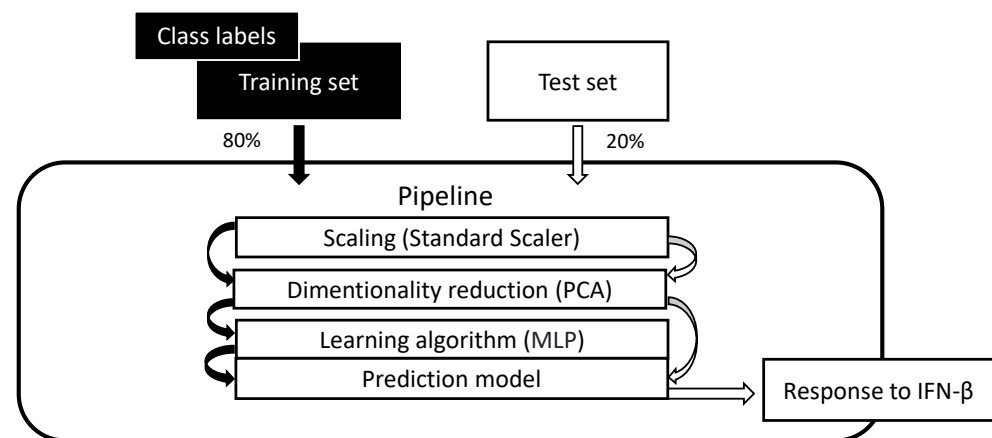 Class labels
Training set
Test set
80%
20%
Pipeline
Scaling (Standard Scaler)
Dimentionality reduction (PCA)
Learning algorithm (MLP)
Prediction model
Response to IFN-β